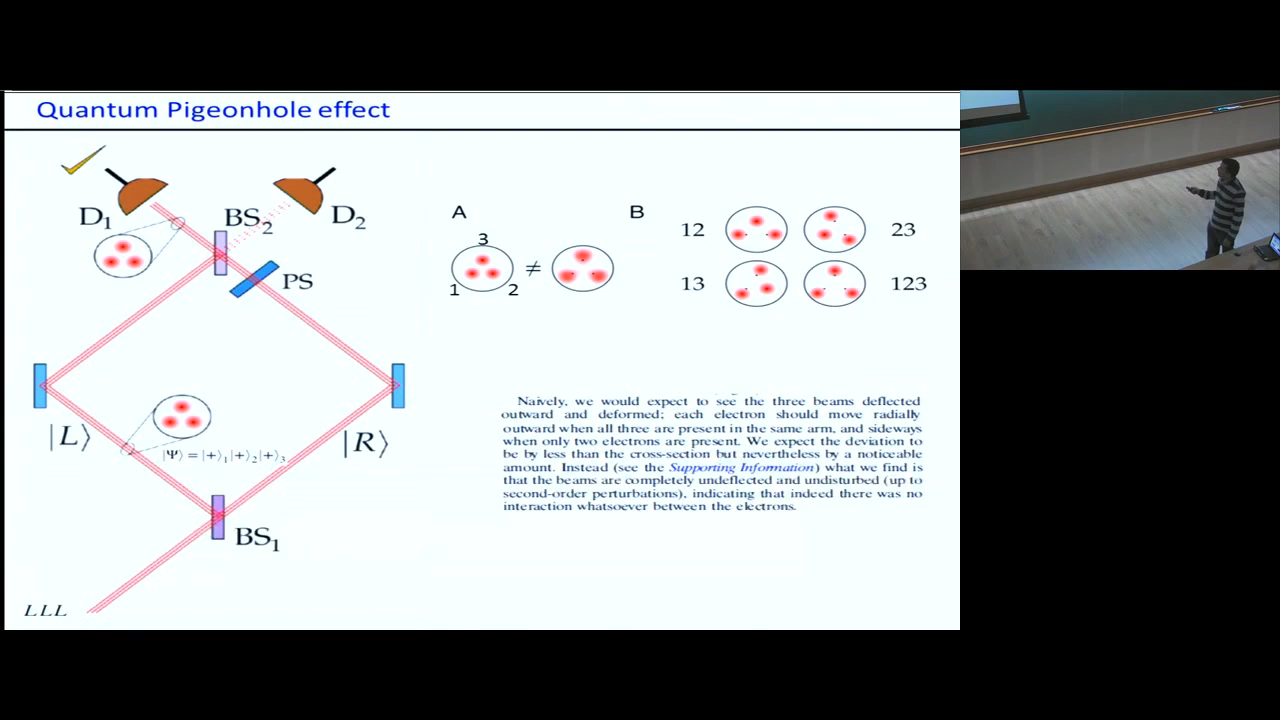 Quantum Pigeonhole effect
D1
BS2
D2
PS
|L⟩
|R⟩
|Ψ⟩ = |+⟩1|+⟩2|+⟩3
BS1
LLL
A
3
1
2
≠
B
12
23
13
123
Naively, we would expect to see the three beams deflected
outward and deformed; each electron should move radially
outward when all three are present in the same arm, and sideways
when only two electrons are present. We expect the deviation to
be by less than the cross-section but nevertheless by a noticeable
amount. Instead (see the Supporting Information) what we find is
that the beams are completely undeflected and undisturbed (up to
second-order perturbations), indicating that indeed there was no
interaction whatsoever between the electrons.